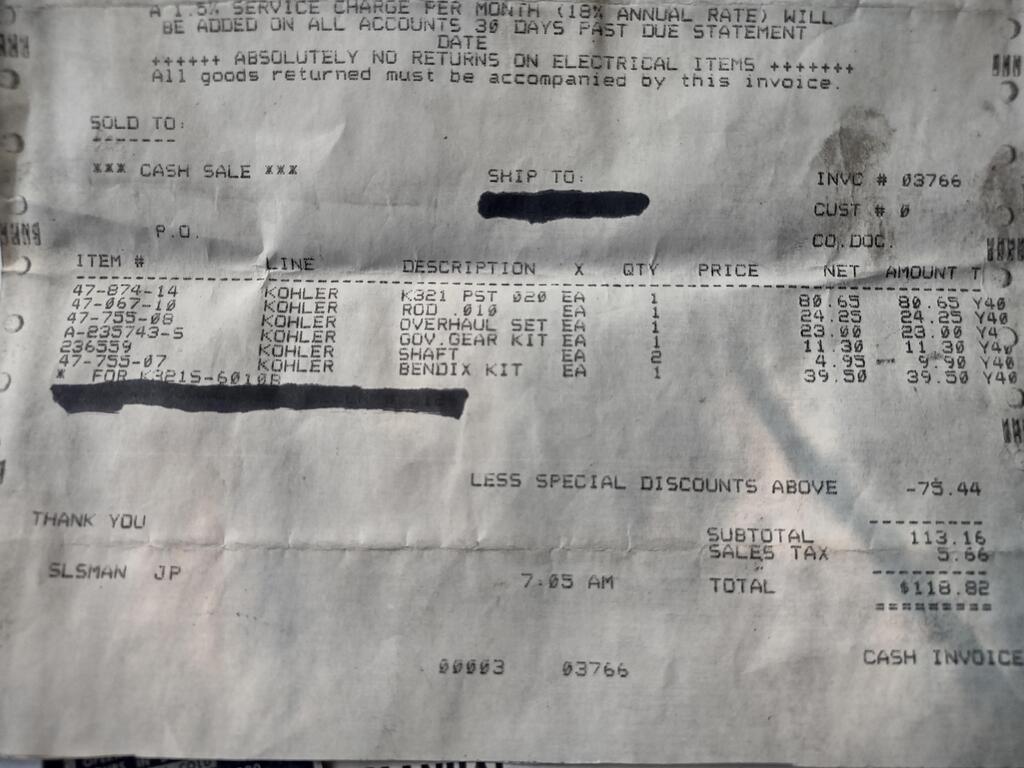 A 1.5% SERVICE CHARGE PER MONTH (18% ANNUAL RATE) WILL
BE ADDED ON ALL ACCOUNTS 30 DAYS PAST DUE STATEMENT
DATE
++++++ ABSOLUTELY NO RETURNS ON ELECTRICAL ITEMS +++++++
All goods returned must be accompanied by this invoice.
SOLD TO:
-------
*** CASH SALE ***
SHIP TO:
INVC # 03766
CUST # 0
P.O.
CO.DOC.
ITEM # LINE DESCRIPTION X QTY PRICE NET AMOUNT T
47-874-14 KOHLER K321 PST 020 EA 1 80.65 80.65 Y40
47-067-10 KOHLER ROD .010 EA 1 24.25 24.25 Y40
47-755-08 KOHLER OVERHAUL SET EA 1 23.00 23.00 Y4
A-235743-S KOHLER GOV.GEAR KIT EA 1 11.30 11.30 Y40
236559 KOHLER SHAFT EA 2 4.95 9.90 Y40
47-755-07 KOHLER BENDIX KIT EA 1 39.50 39.50 Y40
* FOR K321S-60108
LESS SPECIAL DISCOUNTS ABOVE -75.44
THANK YOU
SUBTOTAL 113.16
SALES TAX 5.66
SLSMAN JP 7:05 AM TOTAL $118.82
=========
CASH INVOICE
00003 03766